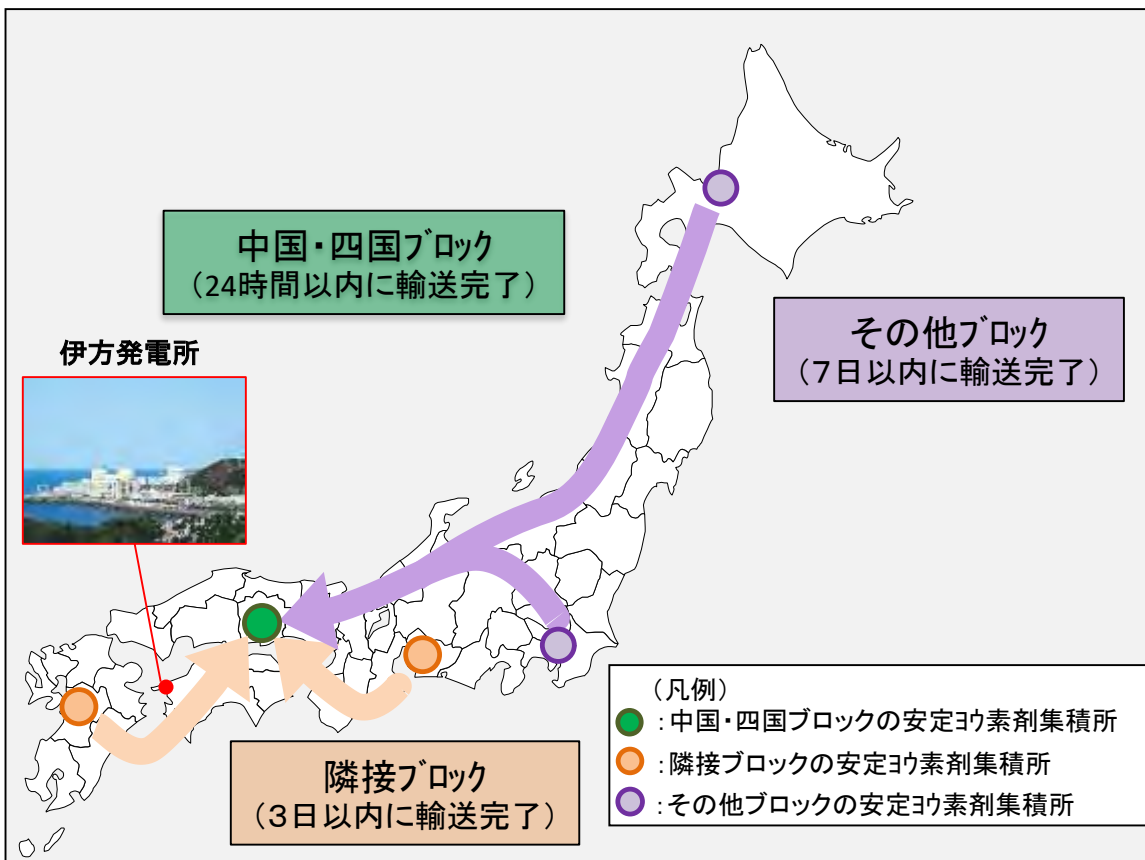 中国・四国ﾌﾞﾛｯｸ
（24時間以内に輸送完了）
その他ﾌﾞﾛｯｸ
（７日以内に輸送完了）
伊方発電所
隣接ﾌﾞﾛｯｸ
（３日以内に輸送完了）
（凡例）
：中国・四国ブロックの安定ﾖｳ素剤集積所
：隣接ブロックの安定ﾖｳ素剤集積所
：その他ブロックの安定ﾖｳ素剤集積所